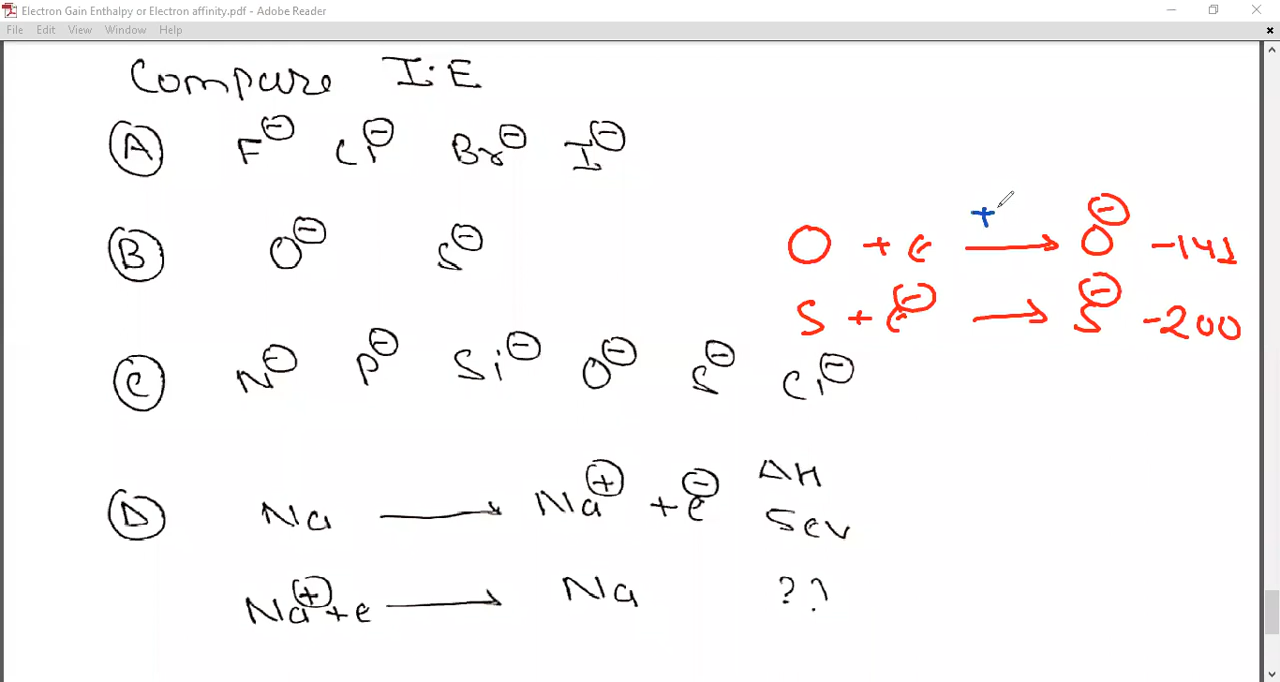 Electron Gain Enthalpy or Electron affinity.pdf - Adobe Reader
File Edit View Window Help
Compare I.E
A F⊖ Cl⊖ Br⊖ I⊖
B O⊖ S⊖
+
O + e ⟶ O⊖ -141
S + e⊖ ⟶ S⊖ -200
C N⊖ P⊖ Si⊖ O⊖ S⊖ Cl⊖
ΔH
D Na ⟶ Na⊕ + e⊖ 5ev
Na⊕ + e ⟶ Na ??